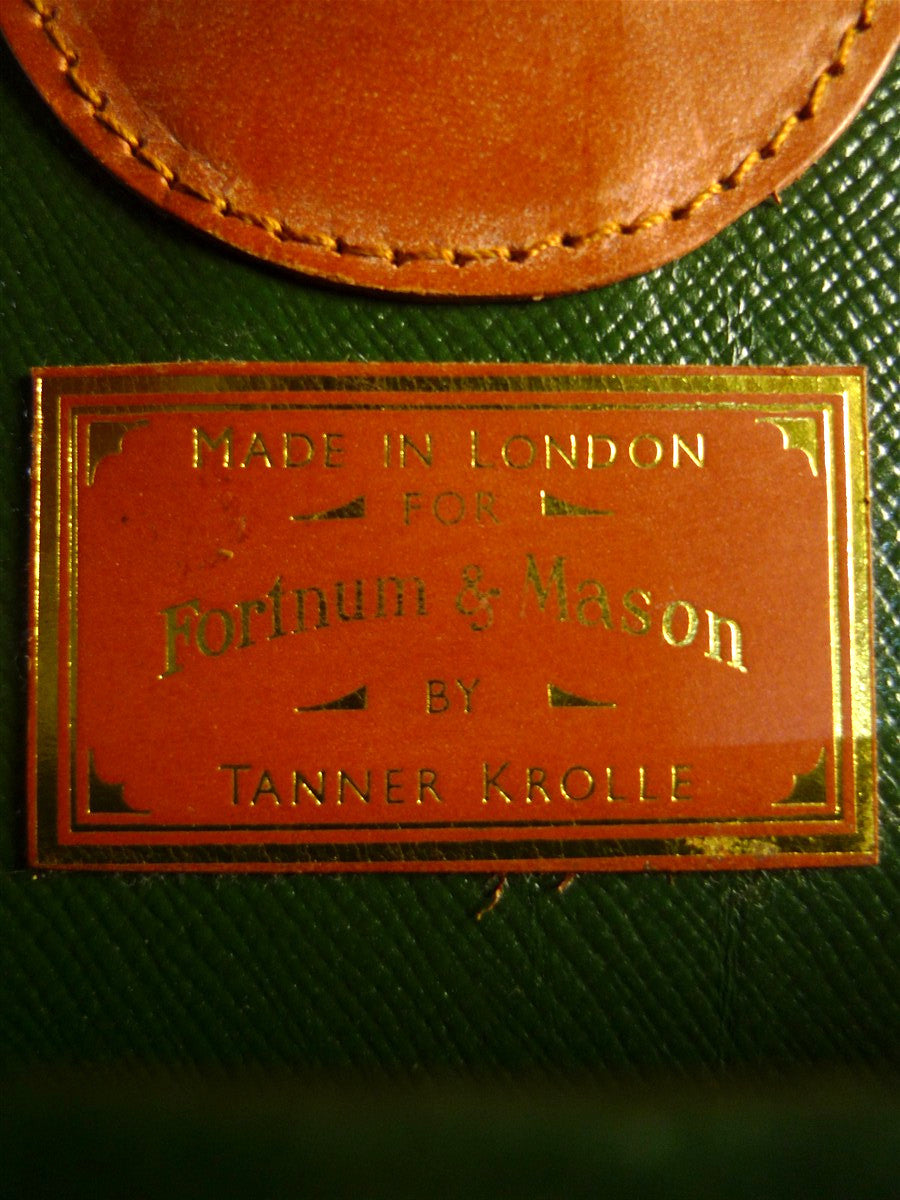 MADE IN LONDON
FOR
Fortnum & Mason
BY
TANNER KROLLE